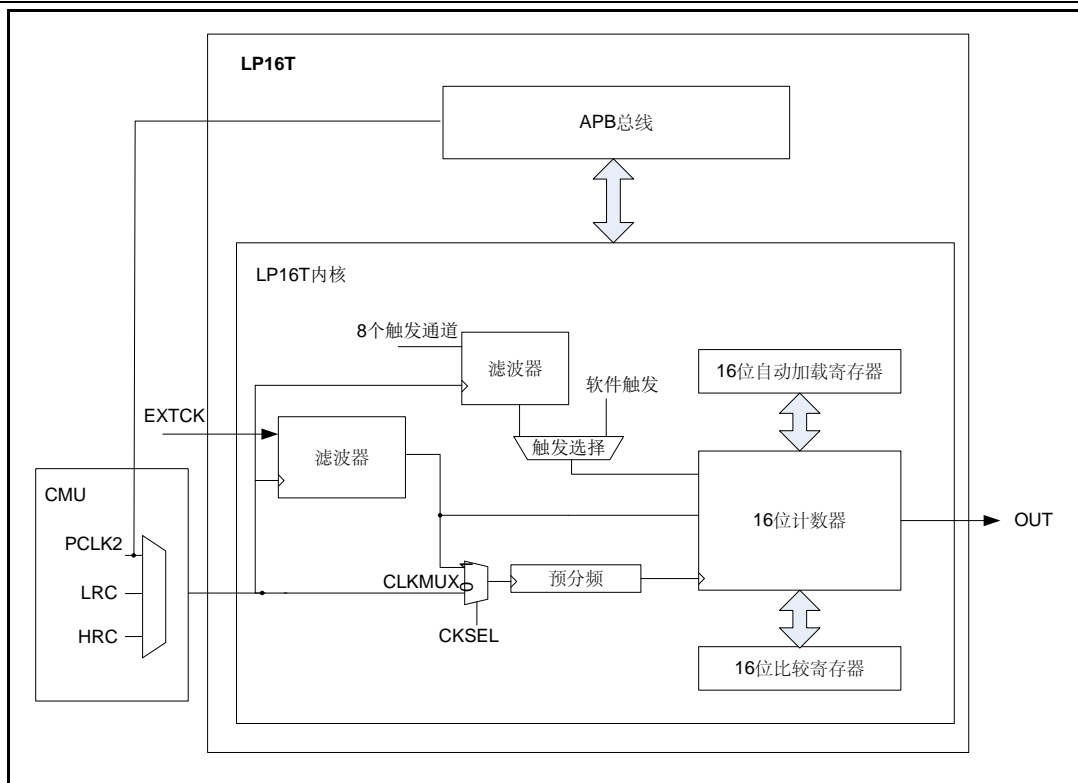 LP16T
APB总线
LP16T内核
8个触发通道
滤波器
软件触发
16位自动加载寄存器
EXTCK
滤波器
触发选择
CMU
16位计数器
OUT
PCLK2
CLKMUX
1
0
预分频
LRC
CKSEL
HRC
16位比较寄存器